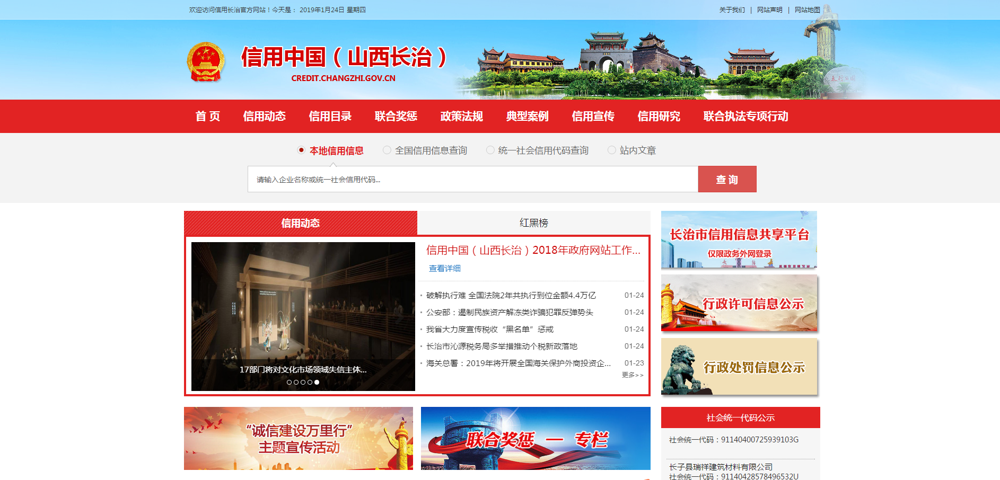 欢迎访问信用长治官方网站！今天是： 2019年1月24日 星期四
关于我们 | 网站声明 | 网站地图
信用中国（山西长治）
CREDIT.CHANGZHI.GOV.CN
首 页 信用动态 信用目录 联合奖惩 政策法规 典型案例 信用宣传 信用研究 联合执法专项行动
本地信用信息 全国信用信息查询 统一社会信用代码查询 站内文章
请输入企业名称或统一社会信用代码...
查 询
信用动态
红黑榜
17部门将对文化市场领域失信主体...
信用中国（山西长治）2018年政府网站工作...
查看详细
破解执行难 全国法院2年共执行到位金额4.4万亿 01-24
公安部：遏制民族资产解冻类诈骗犯罪反弹势头 01-24
我省大力度宣传税收“黑名单”惩戒 01-24
长治市沁源税务局多举措推动个税新政落地 01-24
海关总署：2019年将开展全国海关保护外商投资企... 01-23
更多>>
长治市信用信息共享平台
仅限政务外网登录
行政许可信息公示
行政处罚信息公示
“诚信建设万里行”
主题宣传活动
联合奖惩 — 专栏
社会统一代码公示
社会统一代码：91140400725939103G
长子县瑞祥建筑材料有限公司
社会统一代码：91140428578496532U